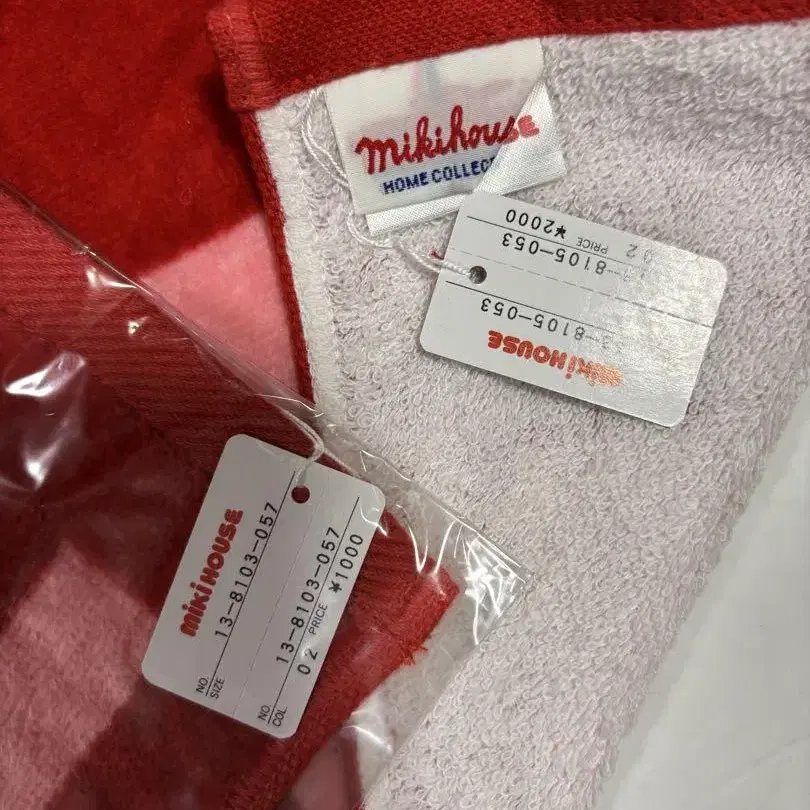 mikihouse
HOME COLLEC
MIKIHOUSE
3-8105-053
-8105-053
02 PRICE ¥2000
MIKIHOUSE
NO. 13-8103-057
SIZE
NO. 13-8103-057
COL. 02 PRICE ¥1000